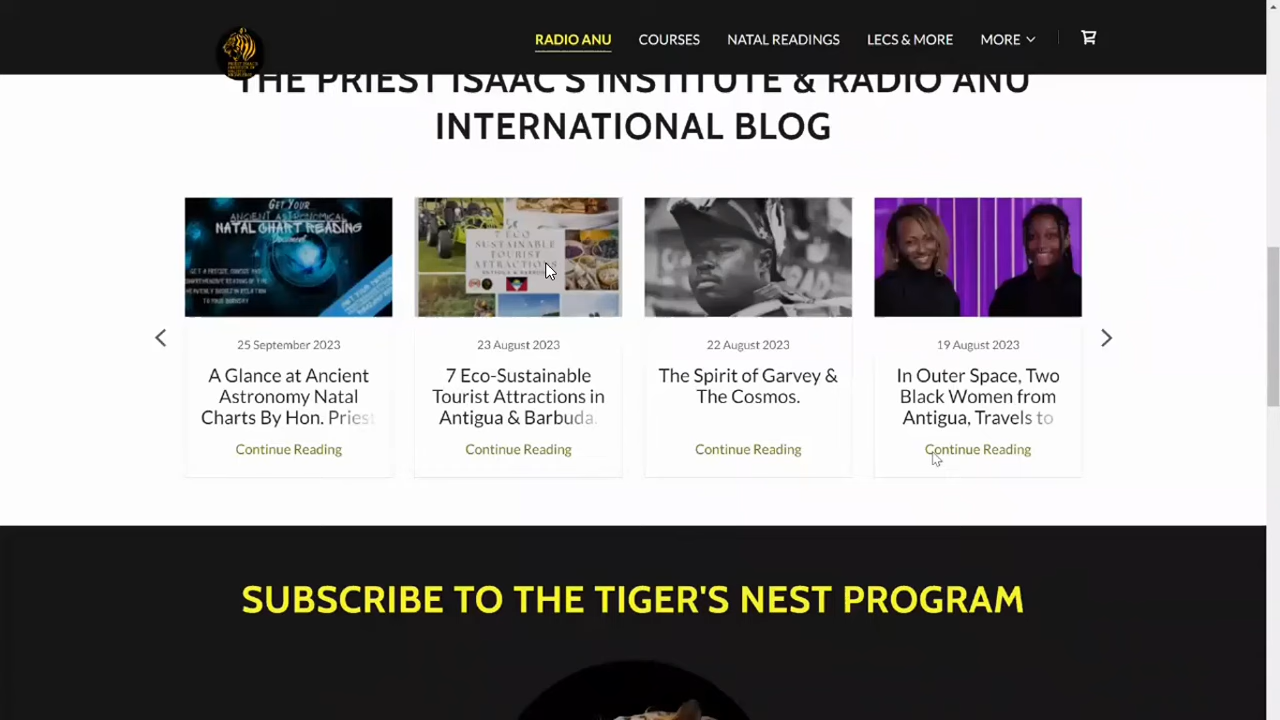 RADIO ANU
COURSES
NATAL READINGS
LECS & MORE
MORE
THE PRIEST ISAAC'S INSTITUTE & RADIO ANU
INTERNATIONAL BLOG
GET YOUR
ANCIENT ASTRONOMICAL
NATAL CHART READING
7 ECO
SUSTAINABLE
TOURIST
ATTRACTIONS
25 September 2023
A Glance at Ancient
Astronomy Natal
Charts By Hon. Priest
Continue Reading
23 August 2023
7 Eco-Sustainable
Tourist Attractions in
Antigua & Barbuda.
Continue Reading
22 August 2023
The Spirit of Garvey &
The Cosmos.
Continue Reading
19 August 2023
In Outer Space, Two
Black Women from
Antigua, Travels to
Continue Reading
SUBSCRIBE TO THE TIGER'S NEST PROGRAM